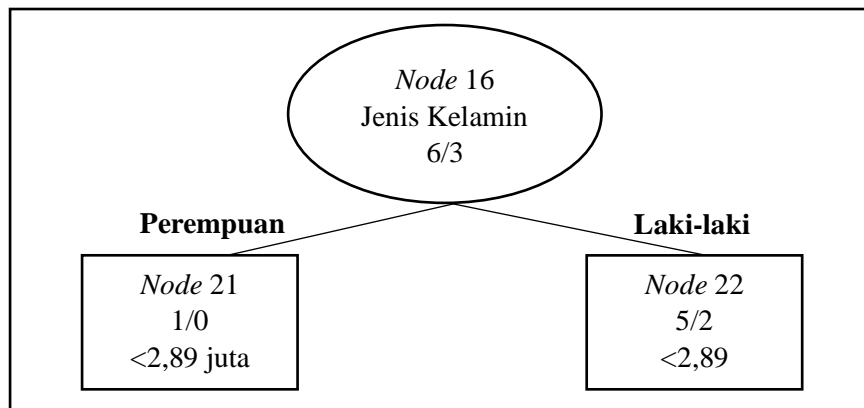 Node 16
Jenis Kelamin
6/3
Perempuan
Laki-laki
Node 21
1/0
<2,89 juta
Node 22
5/2
<2,89